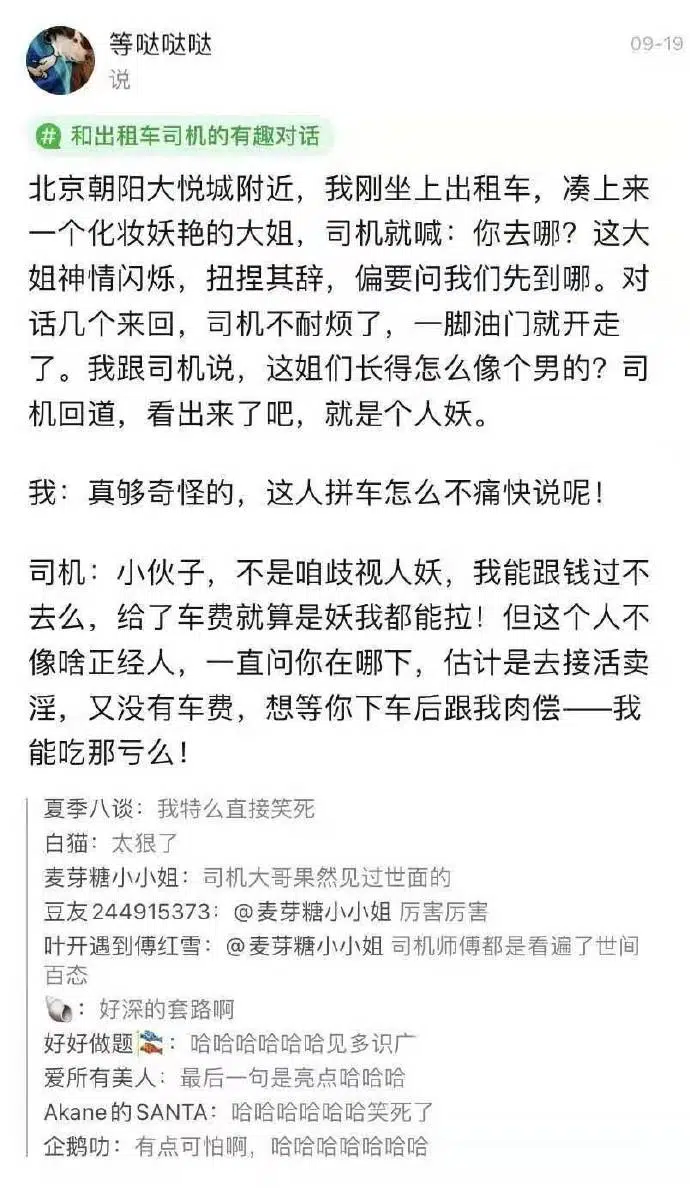 等哒哒哒
09-19
说
# 和出租车司机的有趣对话
北京朝阳大悦城附近，我刚坐上出租车，凑上来
一个化妆妖艳的大姐，司机就喊：你去哪？这大
姐神情闪烁，扭捏其辞，偏要问我们先到哪。对
话几个来回，司机不耐烦了，一脚油门就开走
了。我跟司机说，这姐们长得怎么像个男的？司
机回道，看出来了吧，就是个人妖。
我：真够奇怪的，这人拼车怎么不痛快说呢！
司机：小伙子，不是咱歧视人妖，我能跟钱过不
去么，给了车费就算是妖我都能拉！但这个人不
像啥正经人，一直问你在哪下，估计是去接活卖
淫，又没有车费，想等你下车后跟我肉偿——我
能吃那亏么！
夏季八谈：我特么直接笑死
白猫：太狠了
麦芽糖小小姐：司机大哥果然见过世面的
豆友244915373：@麦芽糖小小姐 厉害厉害
叶开遇到傅红雪：@麦芽糖小小姐 司机师傅都是看遍了世间
百态
🐚：好深的套路啊
好好做题🎏：哈哈哈哈哈哈见多识广
爱所有美人：最后一句是亮点哈哈哈
Akane的SANTA：哈哈哈哈哈哈笑死了
企鹅叻：有点可怕啊，哈哈哈哈哈哈哈